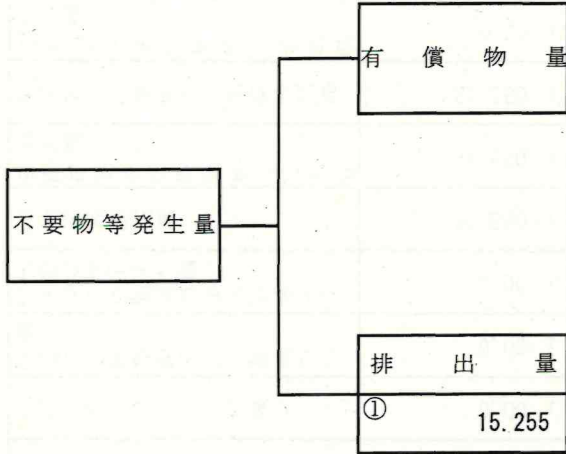 有償物量
不要物等発生量
排出量
①
15.255